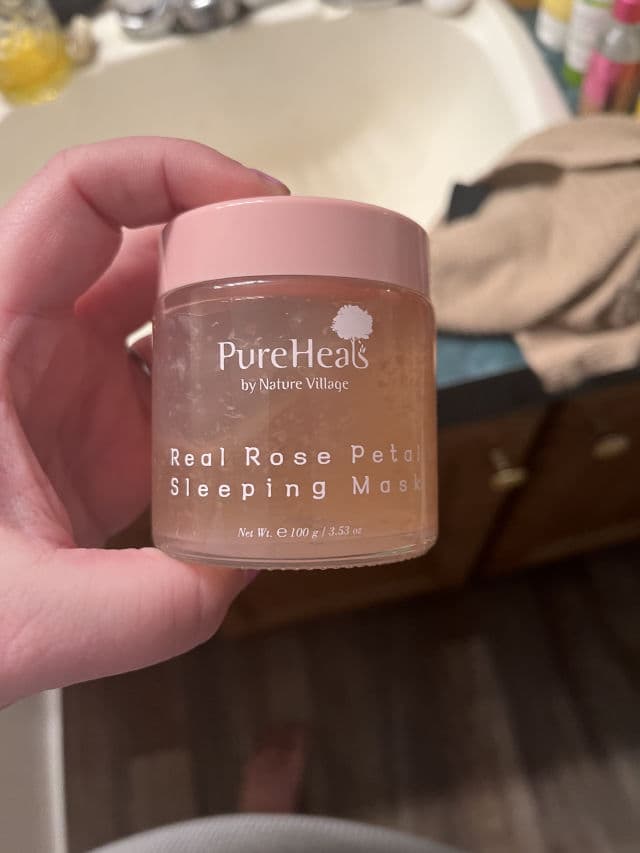 PureHeals
by Nature Village
Real Rose Petal
Sleeping Mask
Net Wt. ℮ 100 g / 3.53 oz